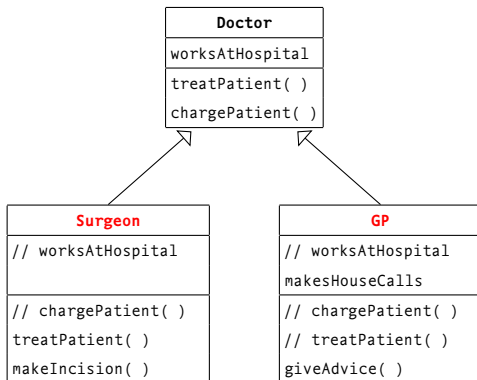 Doctor
worksAtHospital
treatPatient( )
chargePatient( )
Surgeon
// worksAtHospital
// chargePatient( )
treatPatient( )
makeIncision( )
GP
// worksAtHospital
makesHouseCalls
// chargePatient( )
// treatPatient( )
giveAdvice( )